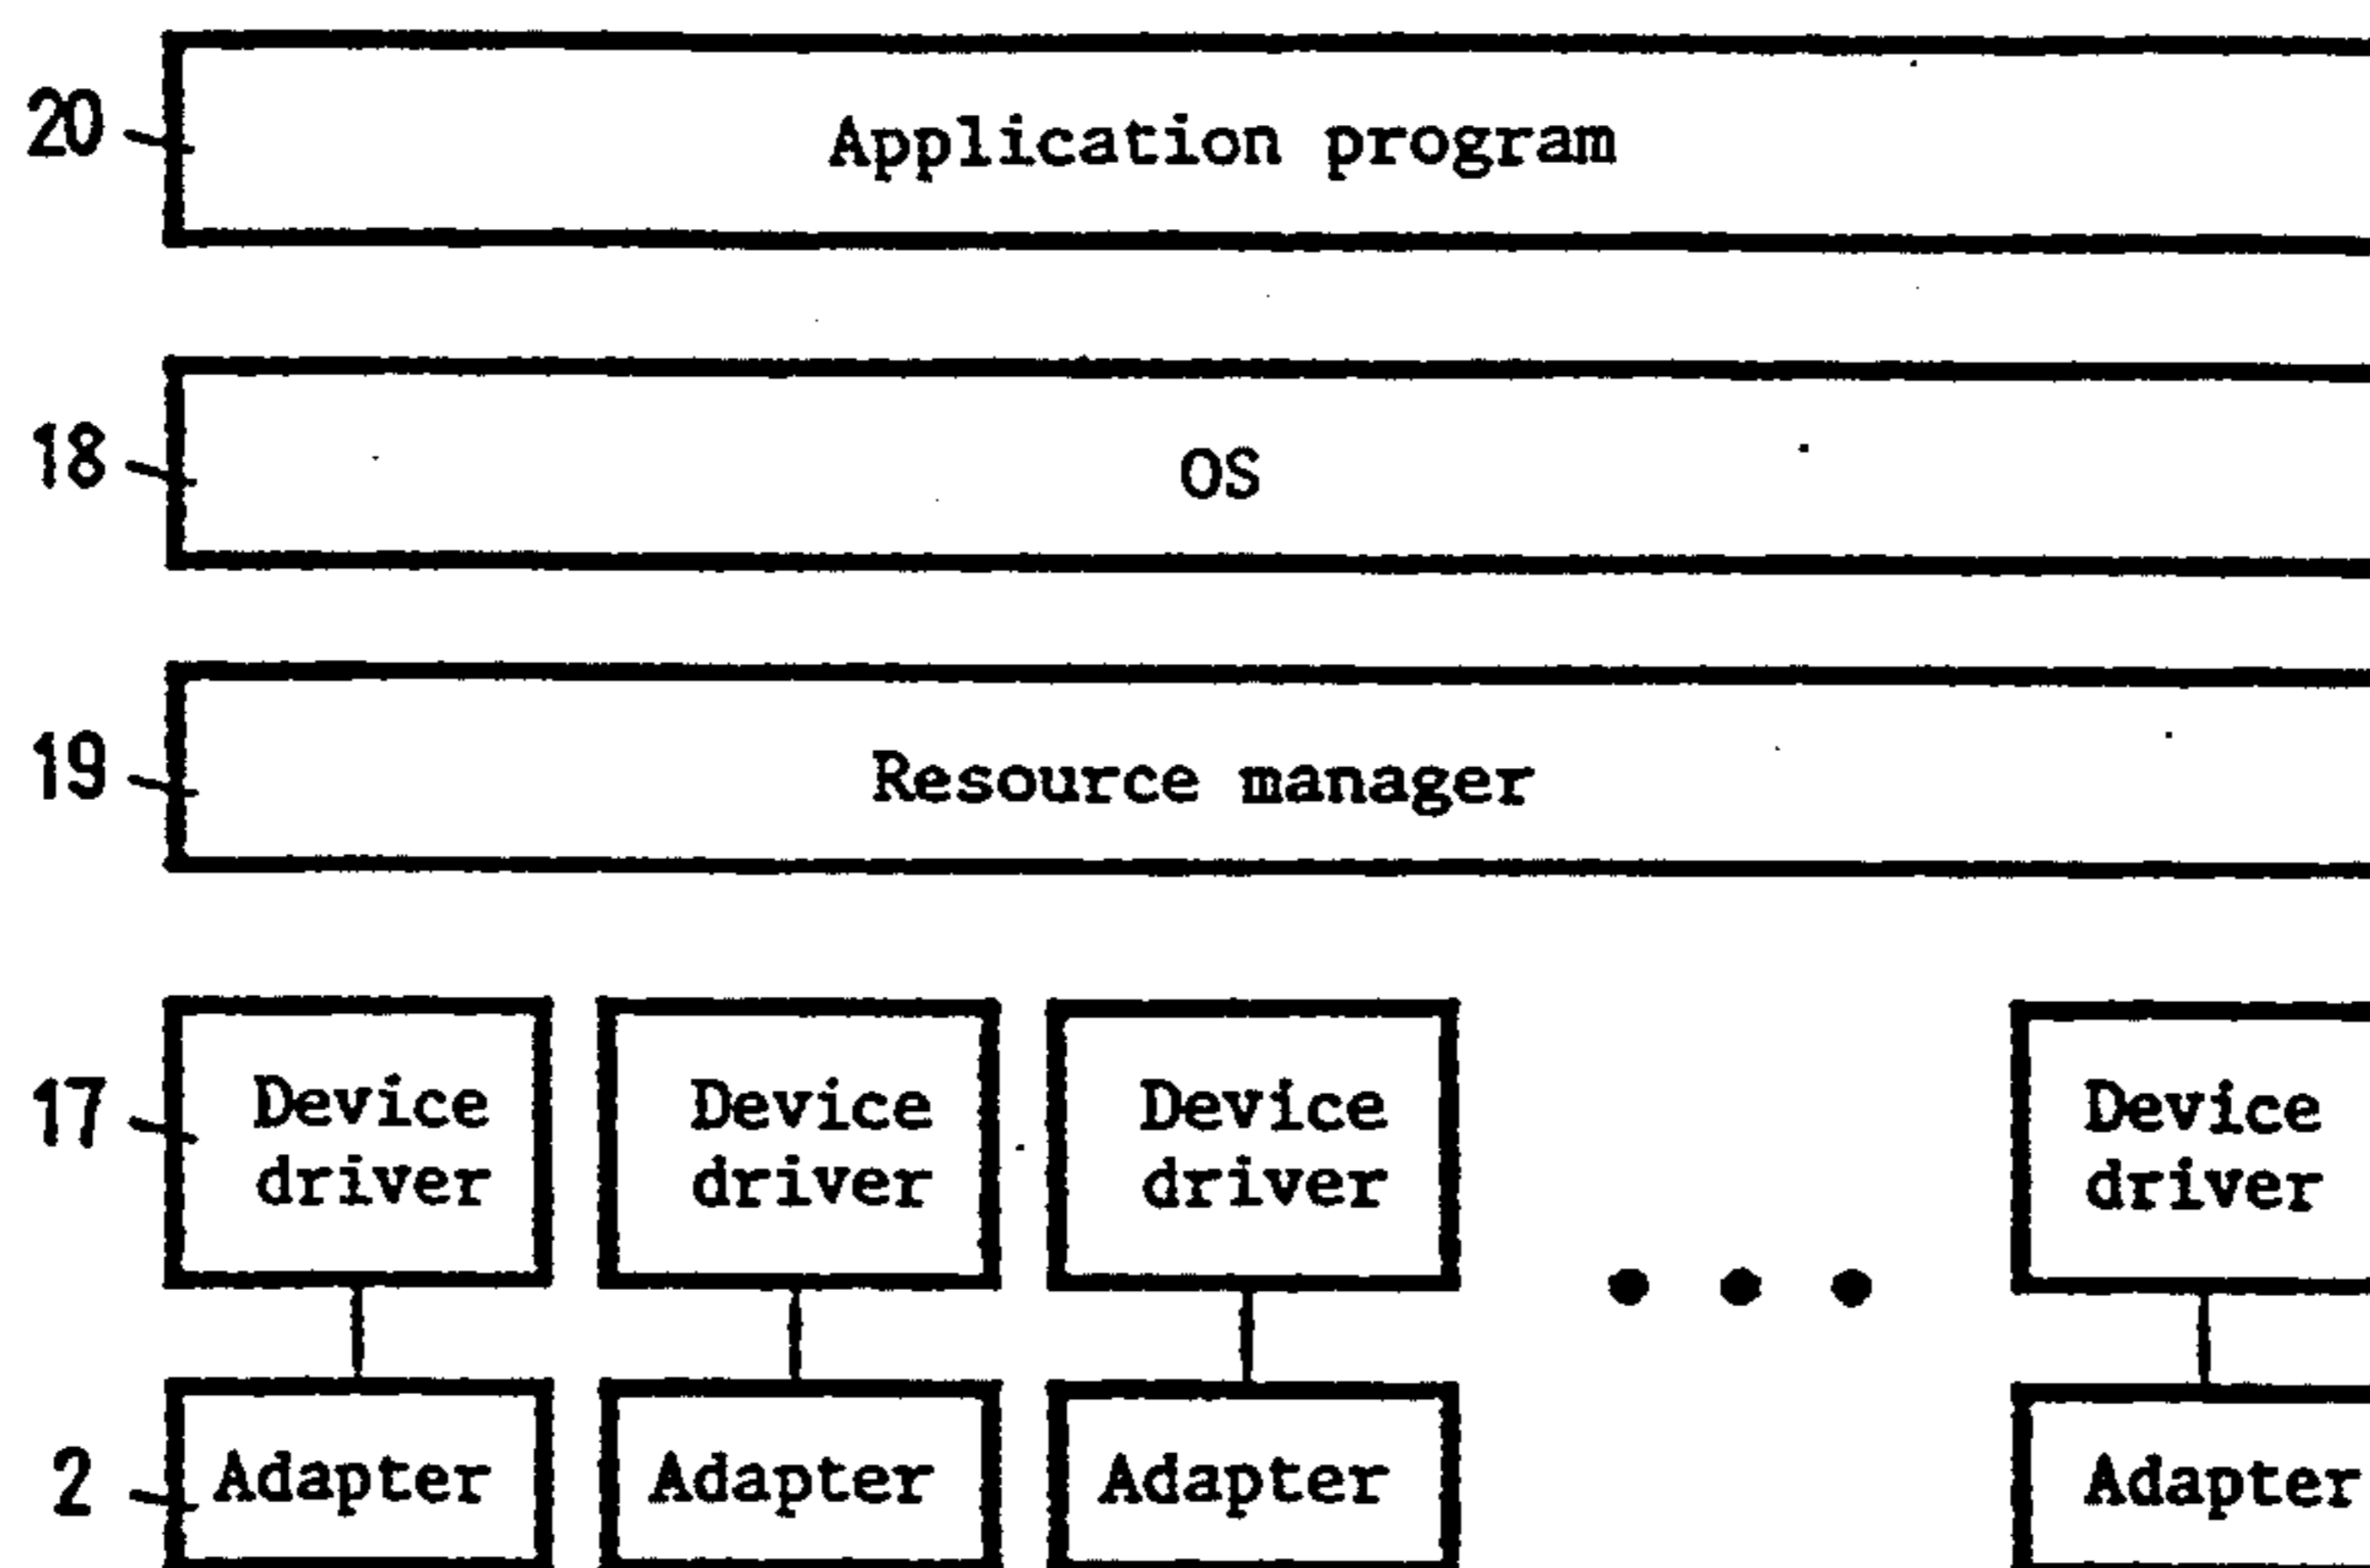 20 Application program
18 OS
19 Resource manager
17 Device driver Device driver Device driver Device driver
2 Adapter Adapter Adapter Adapter